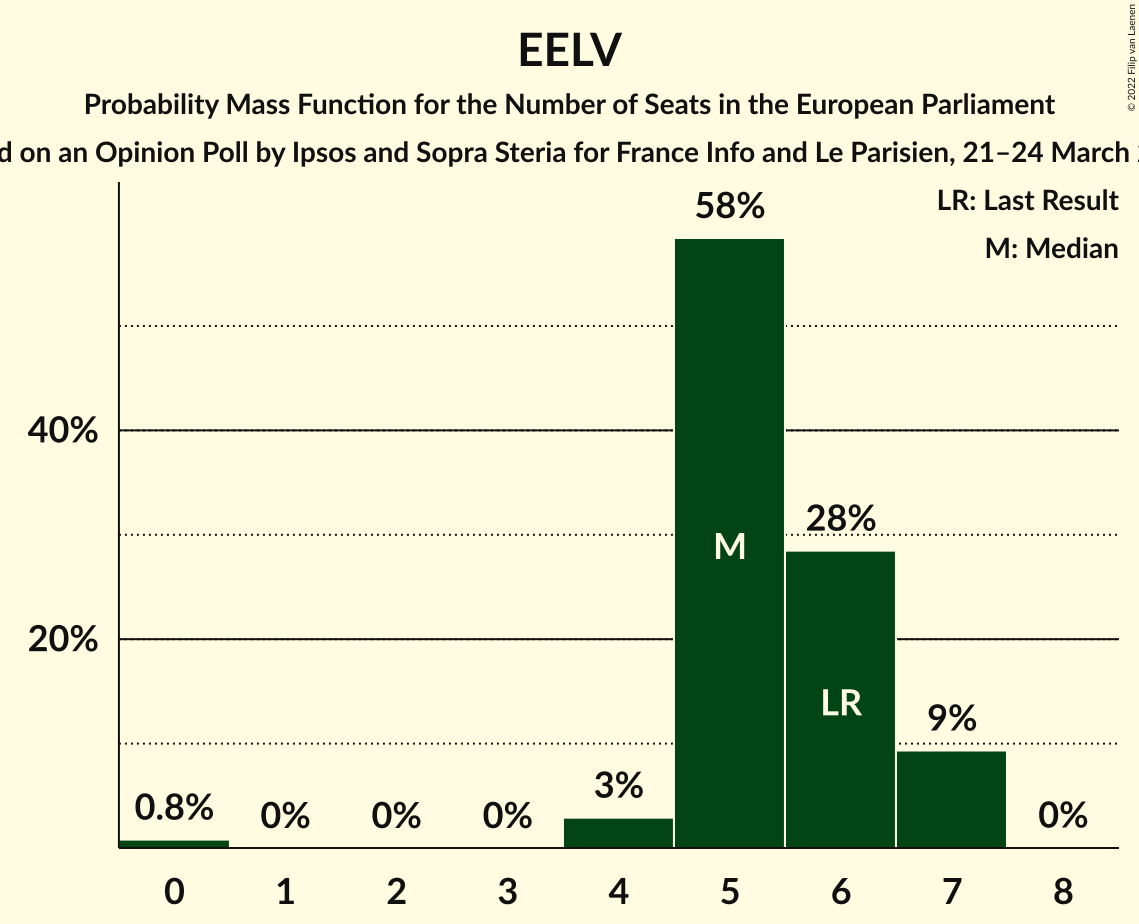 EELV
Probability Mass Function for the Number of Seats in the European Parliament
on an Opinion Poll by Ipsos and Sopra Steria for France Info and Le Parisien, 21–24 March
© 2022 Filip van Laenen
LR: Last Result
M: Median
58%
40%
28%
M
20%
LR
9%
3%
0.8%
0%
0%
0%
0%
0
1
2
3
4
5
6
7
8